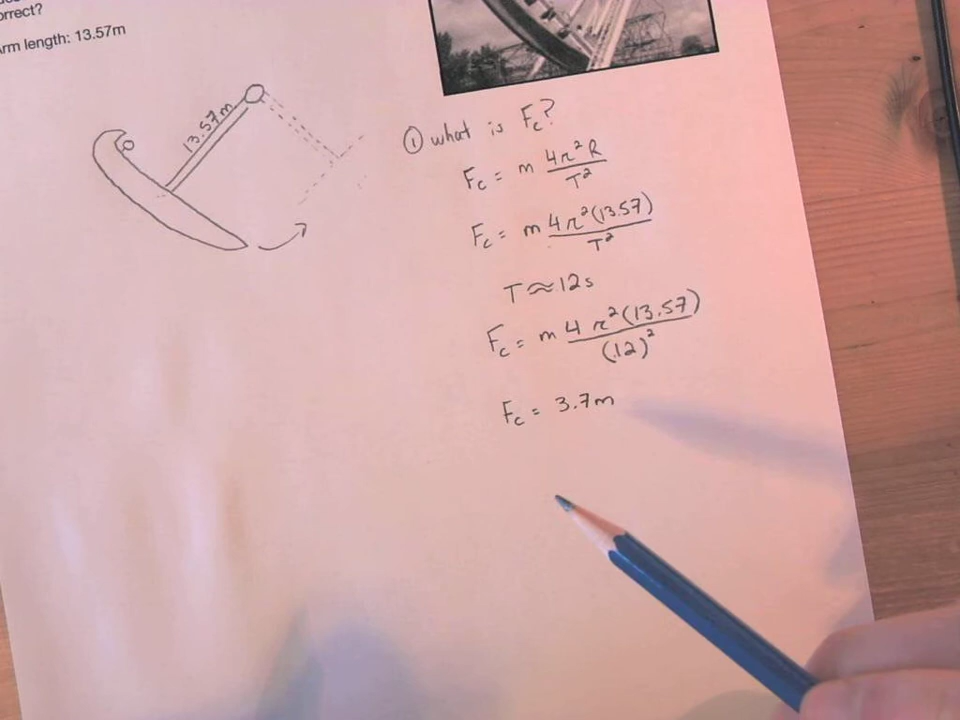 orrect?
rm length: 13.57m
13.57m
① what is Fc?
Fc = m 4π²R / T²
Fc = m 4π²(13.57) / T²
T ≈ 12s
Fc = m 4π²(13.57) / (12)²
Fc = 3.7m